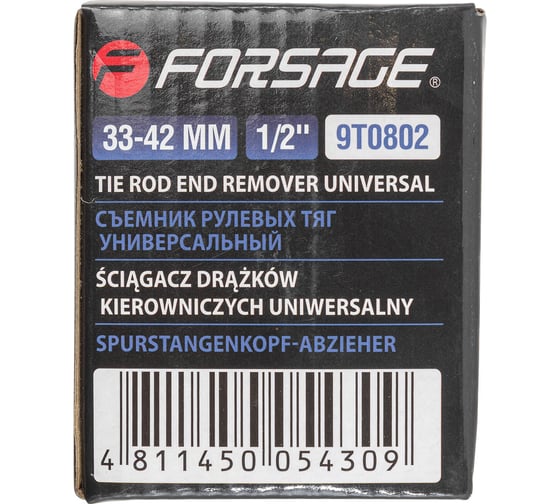 FORSAGE®
33-42 MM 1/2" 9T0802
TIE ROD END REMOVER UNIVERSAL
СЪЕМНИК РУЛЕВЫХ ТЯГ
УНИВЕРСАЛЬНЫЙ
ŚCIĄGACZ DRĄŻKÓW
KIEROWNICZYCH UNIWERSALNY
SPURSTANGENKOPF-ABZIEHER
4 811450 054309